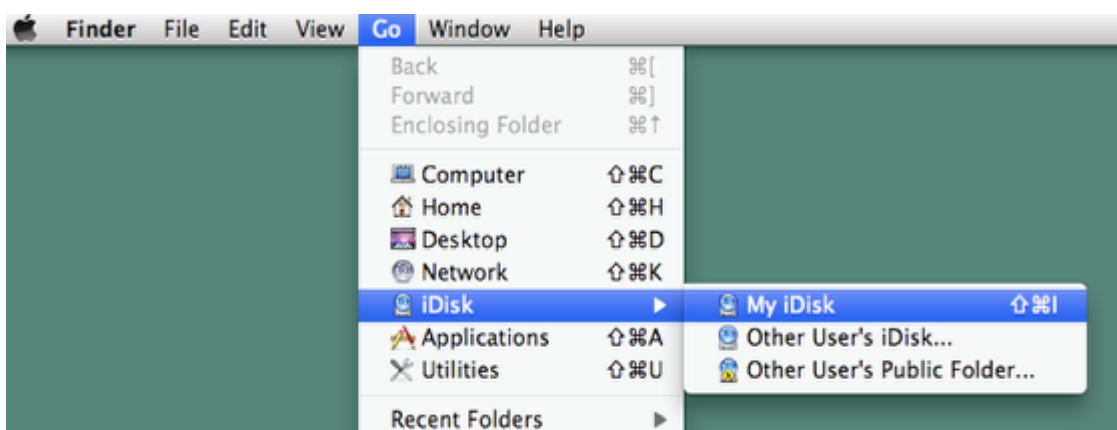 Finder File Edit View Go Window Help
Back ⌘[
Forward ⌘]
Enclosing Folder ⌘↑
Computer ⇧⌘C
Home ⇧⌘H
Desktop ⇧⌘D
Network ⇧⌘K
iDisk ▶
My iDisk ⇧⌘I
Applications ⇧⌘A
Other User's iDisk...
Utilities ⇧⌘U
Other User's Public Folder...
Recent Folders ▶